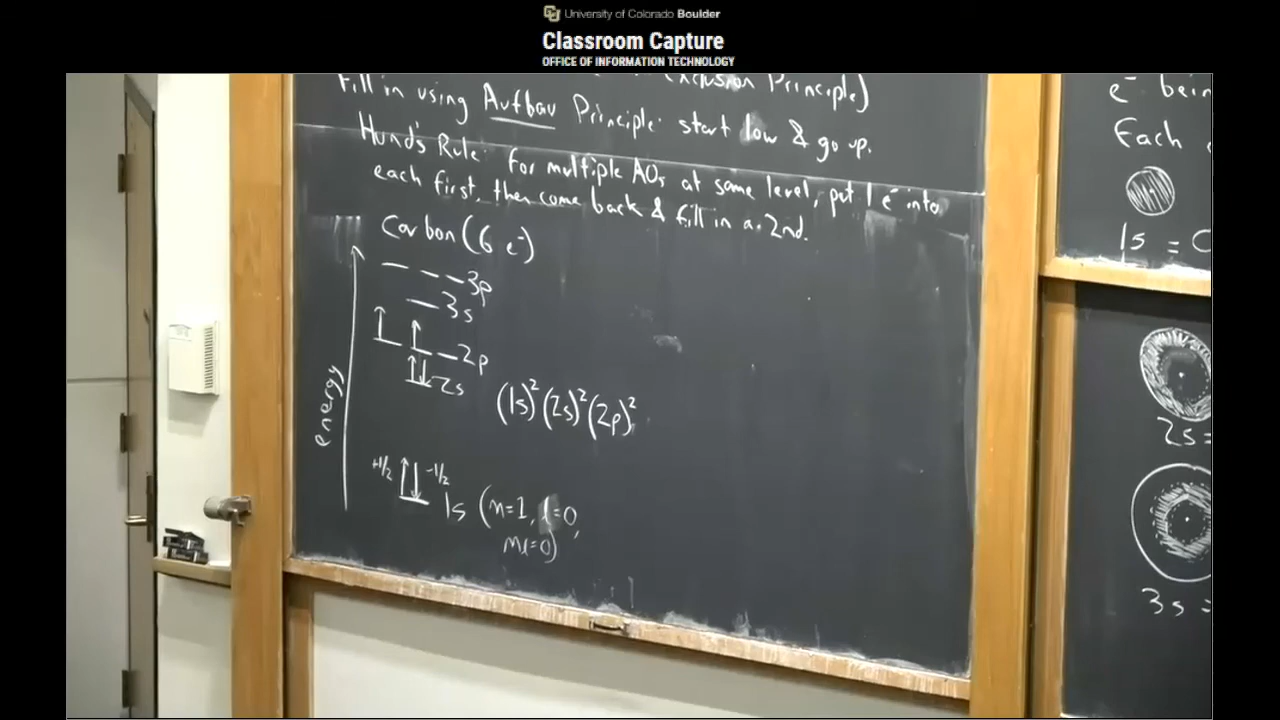 University of Colorado Boulder
Classroom Capture
OFFICE OF INFORMATION TECHNOLOGY
Exclusion Principle)
Fill in using Aufbau Principle: start low & go up.
Hund's Rule: for multiple AOs at same level, put 1 e⁻ into
each first, then come back & fill in a 2nd.
Carbon (6 e⁻)
3p
3s
2p
2s
energy
(1s)² (2s)² (2p)²
+1/2
-1/2
1s (n=1, l=0,
ml=0)
e⁻ bein
Each
1s =
2s=
3s =